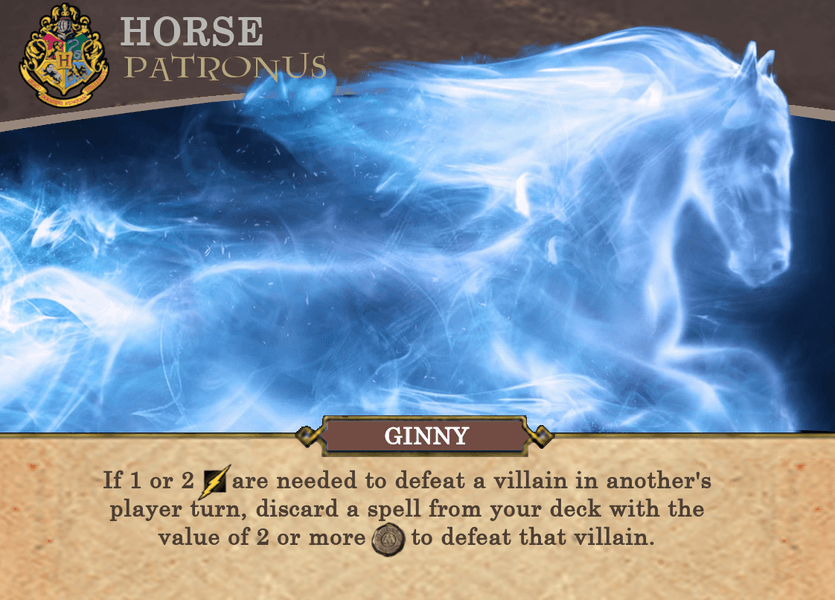 HORSE
PATRONUS
GINNY
If 1 or 2 are needed to defeat a villain in another's
player turn, discard a spell from your deck with the
value of 2 or more to defeat that villain.